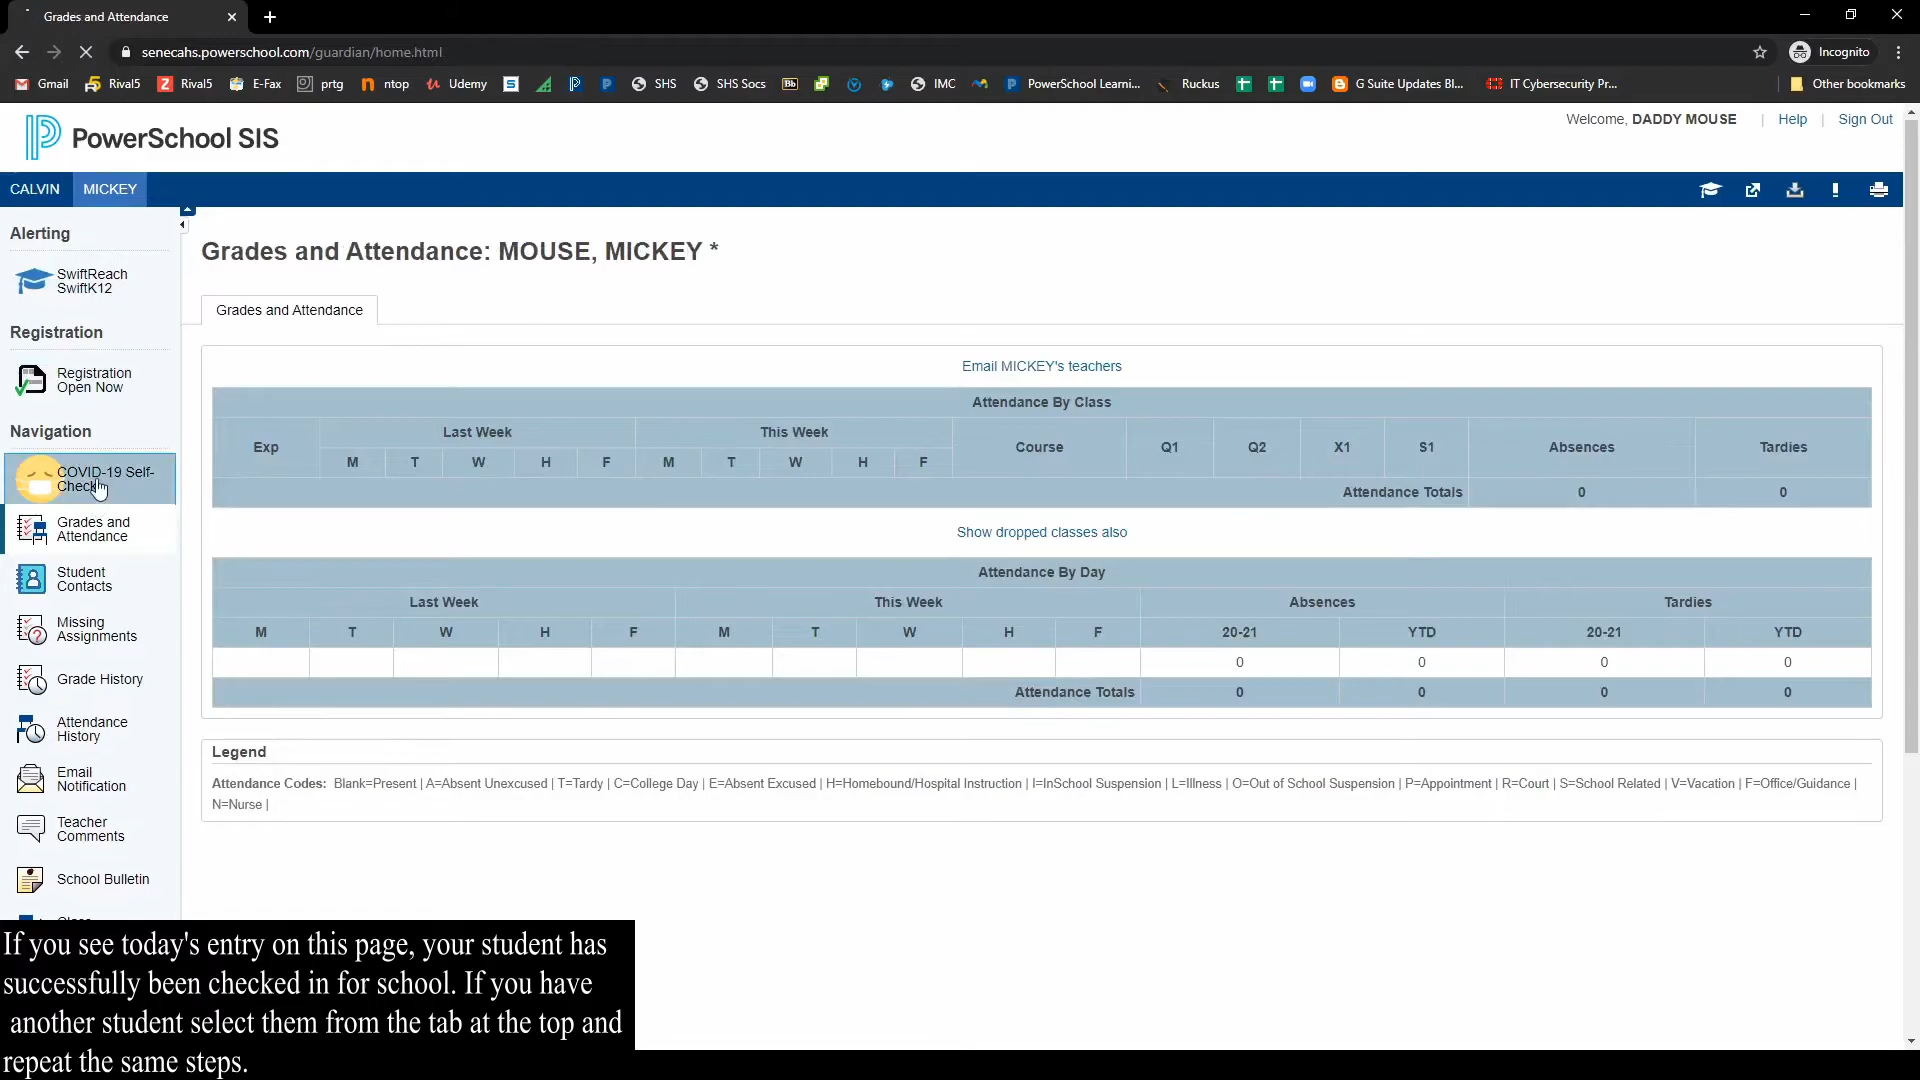 Grades and Attendance
senecahs.powerschool.com/guardian/home.html
Incognito
Gmail
Rival5
Rival5
E-Fax
prtg
ntop
Udemy
SHS
SHS Socs
Bb
IMC
PowerSchool Learni...
Ruckus
G Suite Updates Bl...
IT Cybersecurity Pr...
Other bookmarks
PowerSchool SIS
Welcome, DADDY MOUSE | Help | Sign Out
CALVIN
MICKEY
Alerting
SwiftReach
SwiftK12
Registration
Registration
Open Now
Navigation
COVID-19 Self-
Check
Grades and
Attendance
Student
Contacts
Missing
Assignments
Grade History
Attendance
History
Email
Notification
Teacher
Comments
School Bulletin
Grades and Attendance: MOUSE, MICKEY *
Grades and Attendance
Email MICKEY's teachers
Attendance By Class
Exp Last Week This Week Course Q1 Q2 X1 S1 Absences Tardies
M T W H F M T W H F
Attendance Totals 0 0
Show dropped classes also
Attendance By Day
Last Week This Week Absences Tardies
M T W H F M T W H F 20-21 YTD 20-21 YTD
0 0 0 0
Attendance Totals 0 0 0 0
Legend
Attendance Codes: Blank=Present | A=Absent Unexcused | T=Tardy | C=College Day | E=Absent Excused | H=Homebound/Hospital Instruction | I=InSchool Suspension | L=Illness | O=Out of School Suspension | P=Appointment | R=Court | S=School Related | V=Vacation | F=Office/Guidance |
N=Nurse |
If you see today's entry on this page, your student has
successfully been checked in for school. If you have
another student select them from the tab at the top and
repeat the same steps.